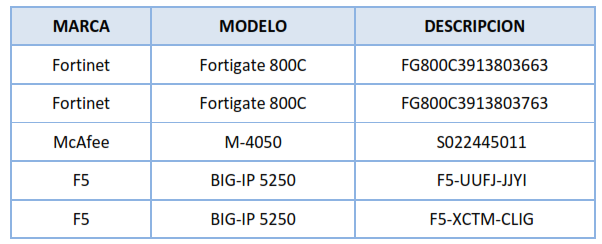 MARCA MODELO DESCRIPCION
Fortinet Fortigate 800C FG800C3913803663
Fortinet Fortigate 800C FG800C3913803763
McAfee M-4050 S022445011
F5 BIG-IP 5250 F5-UUFJ-JJYI
F5 BIG-IP 5250 F5-XCTM-CLIG